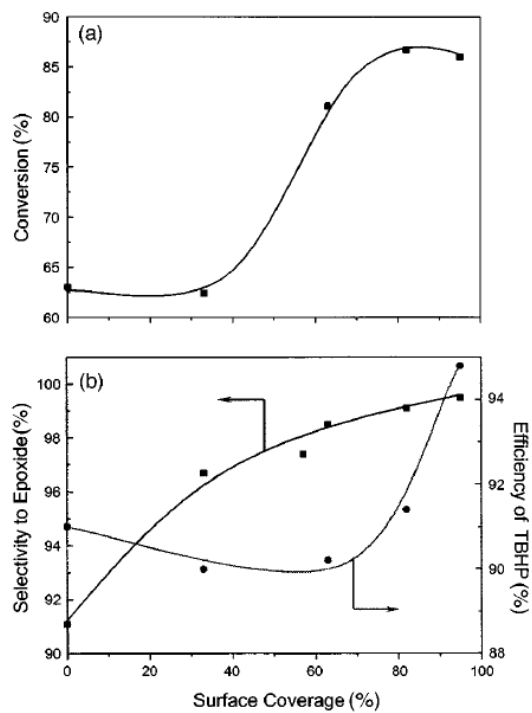 (a)
Conversion (%)
90
85
80
75
70
65
60
(b)
Selectivity to Epoxide(%)
100
98
96
94
92
90
Efficiency of TBHP (%)
94
92
90
88
0 20 40 60 80 100
Surface Coverage (%)